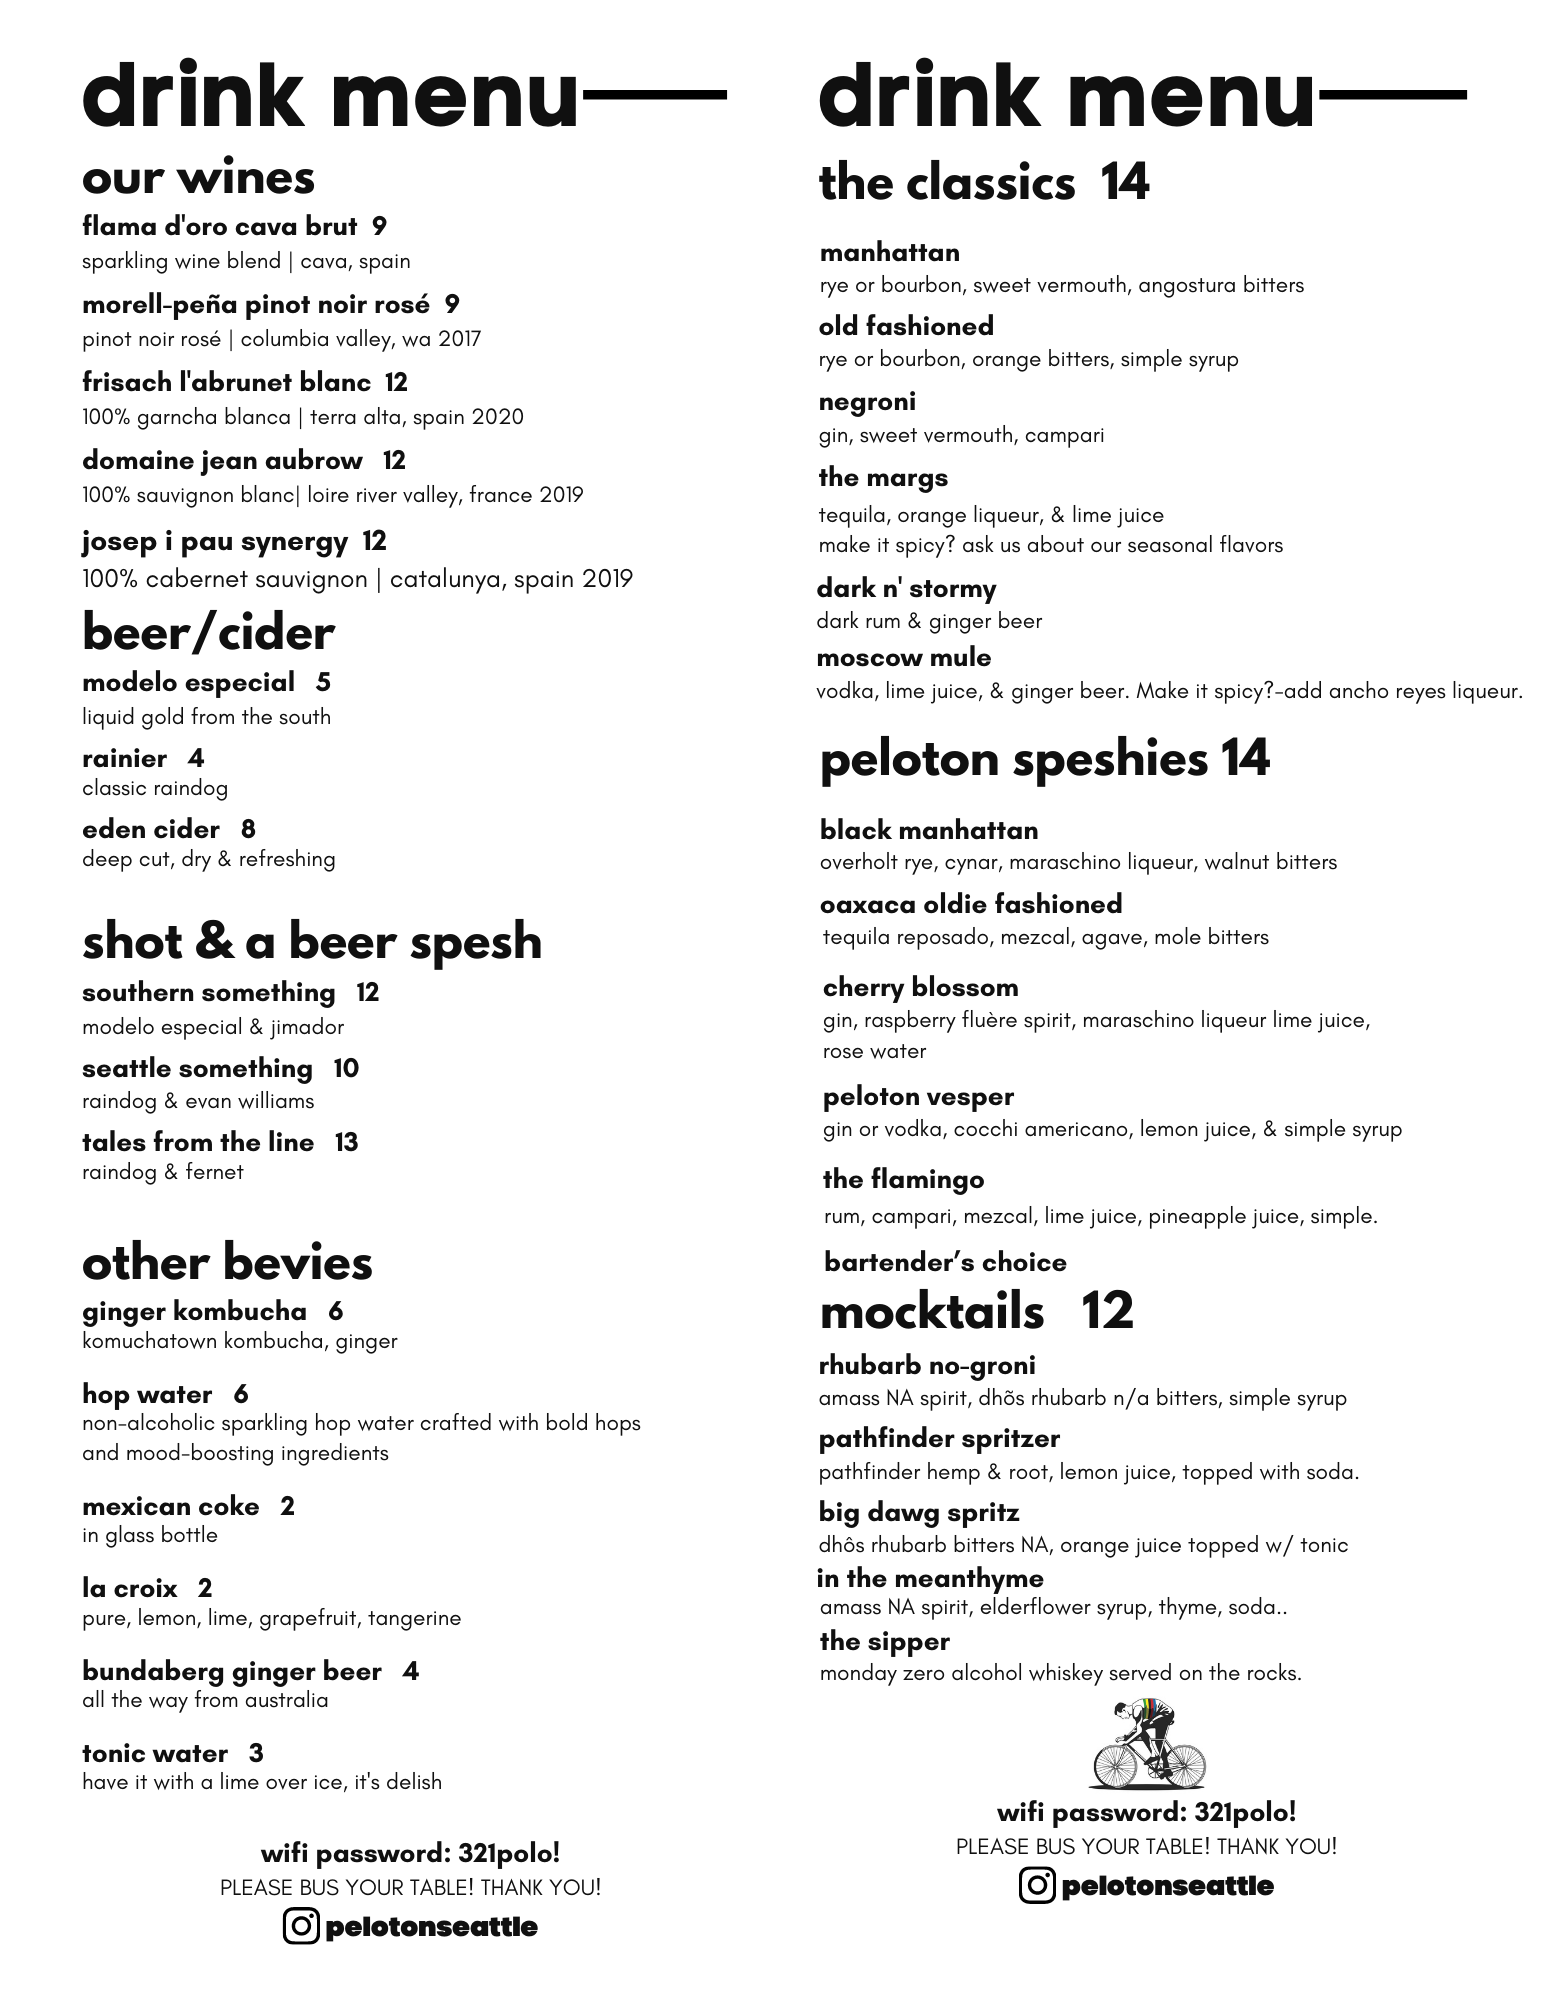 drink menu
our wines
flama d'oro cava brut 9
sparkling wine blend | cava, spain
morell-peña pinot noir rosé 9
pinot noir rosé | columbia valley, wa 2017
frisach l'abrunet blanc 12
100% garncha blanca | terra alta, spain 2020
domaine jean aubrow 12
100% sauvignon blanc| loire river valley, france 2019
josep i pau synergy 12
100% cabernet sauvignon | catalunya, spain 2019
beer/cider
modelo especial 5
liquid gold from the south
rainier 4
classic raindog
eden cider 8
deep cut, dry & refreshing
shot & a beer spesh
southern something 12
modelo especial & jimador
seattle something 10
raindog & evan williams
tales from the line 13
raindog & fernet
other bevies
ginger kombucha 6
komuchatown kombucha, ginger
hop water 6
non-alcoholic sparkling hop water crafted with bold hops
and mood-boosting ingredients
mexican coke 2
in glass bottle
la croix 2
pure, lemon, lime, grapefruit, tangerine
bundaberg ginger beer 4
all the way from australia
tonic water 3
have it with a lime over ice, it's delish
wifi password: 321polo!
PLEASE BUS YOUR TABLE! THANK YOU!
pelotonseattle
drink menu
the classics 14
manhattan
rye or bourbon, sweet vermouth, angostura bitters
old fashioned
rye or bourbon, orange bitters, simple syrup
negroni
gin, sweet vermouth, campari
the margs
tequila, orange liqueur, & lime juice
make it spicy? ask us about our seasonal flavors
dark n' stormy
dark rum & ginger beer
moscow mule
vodka, lime juice, & ginger beer. Make it spicy?-add ancho reyes liqueur.
peloton speshies 14
black manhattan
overholt rye, cynar, maraschino liqueur, walnut bitters
oaxaca oldie fashioned
tequila reposado, mezcal, agave, mole bitters
cherry blossom
gin, raspberry fluère spirit, maraschino liqueur lime juice,
rose water
peloton vesper
gin or vodka, cocchi americano, lemon juice, & simple syrup
the flamingo
rum, campari, mezcal, lime juice, pineapple juice, simple.
bartender’s choice
mocktails 12
rhubarb no-groni
amass NA spirit, dhõs rhubarb n/a bitters, simple syrup
pathfinder spritzer
pathfinder hemp & root, lemon juice, topped with soda.
big dawg spritz
dhôs rhubarb bitters NA, orange juice topped w/ tonic
in the meanthyme
amass NA spirit, elderflower syrup, thyme, soda..
the sipper
monday zero alcohol whiskey served on the rocks.
wifi password: 321polo!
PLEASE BUS YOUR TABLE! THANK YOU!
pelotonseattle